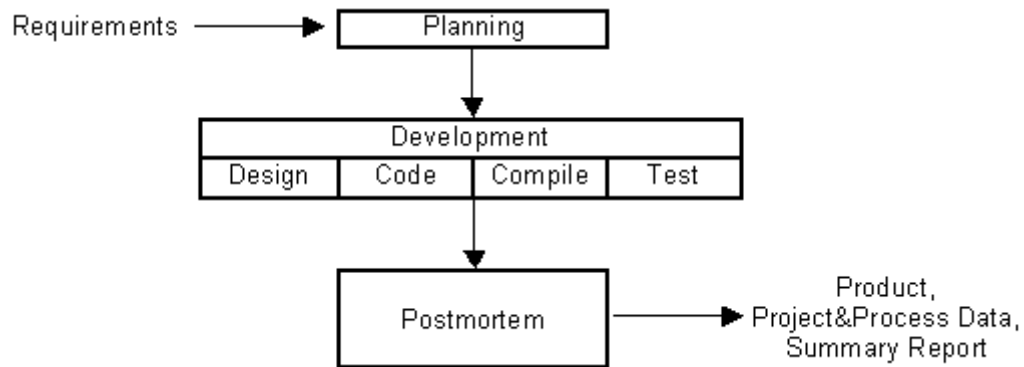 Requirements
Planning
Development
Design
Code
Compile
Test
Postmortem
Product,
Project&Process Data,
Summary Report